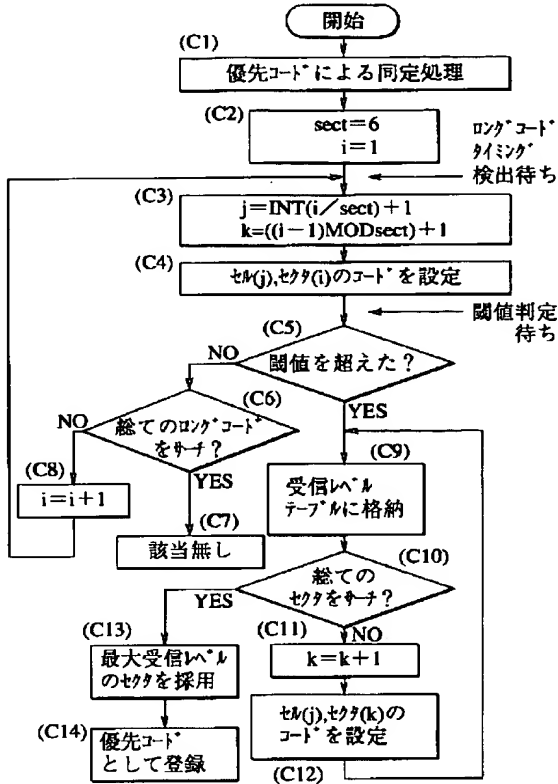 開始
(C1)
優先コードによる同定処理
(C2)
sect=6
i=1
ロングコード
タイミング
検出待ち
(C3)
j=INT(i/sect)+1
k=((i-1)MODsect)+1
(C4)
セル(j),セクタ(i)のコードを設定
閾値判定
待ち
(C5)
閾値を超えた?
NO
YES
(C6)
総てのロングコード
をサーチ?
NO
YES
(C8)
i=i+1
(C7)
該当無し
(C9)
受信レベル
テーブルに格納
(C10)
総ての
セクタをサーチ?
YES
NO
(C11)
k=k+1
(C13)
最大受信レベル
のセクタを採用
(C14)
優先コード
として登録
セル(j),セクタ(k)の
コードを設定
(C12)